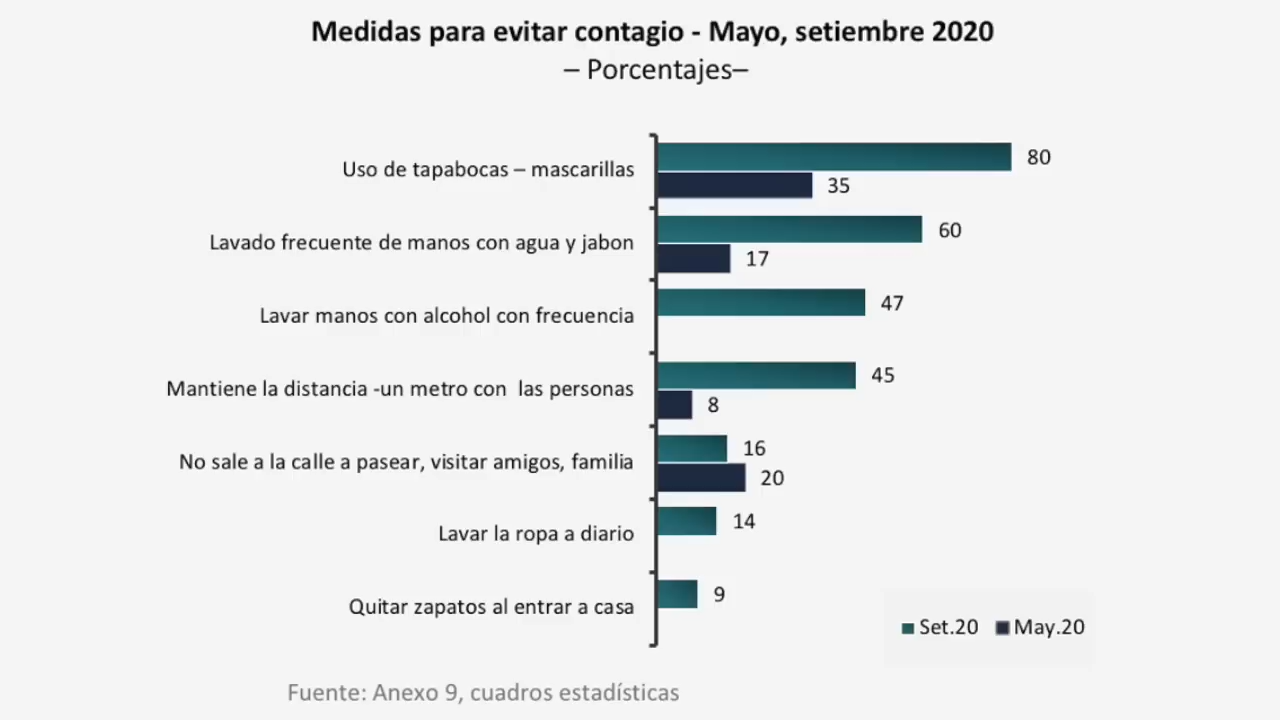 Medidas para evitar contagio - Mayo, setiembre 2020
– Porcentajes–
Uso de tapabocas – mascarillas
80
35
Lavado frecuente de manos con agua y jabon
60
17
Lavar manos con alcohol con frecuencia
47
Mantiene la distancia -un metro con  las personas
45
8
No sale a la calle a pasear, visitar amigos, familia
16
20
Lavar la ropa a diario
14
Quitar zapatos al entrar a casa
9
Set.20 May.20
Fuente: Anexo 9, cuadros estadísticas